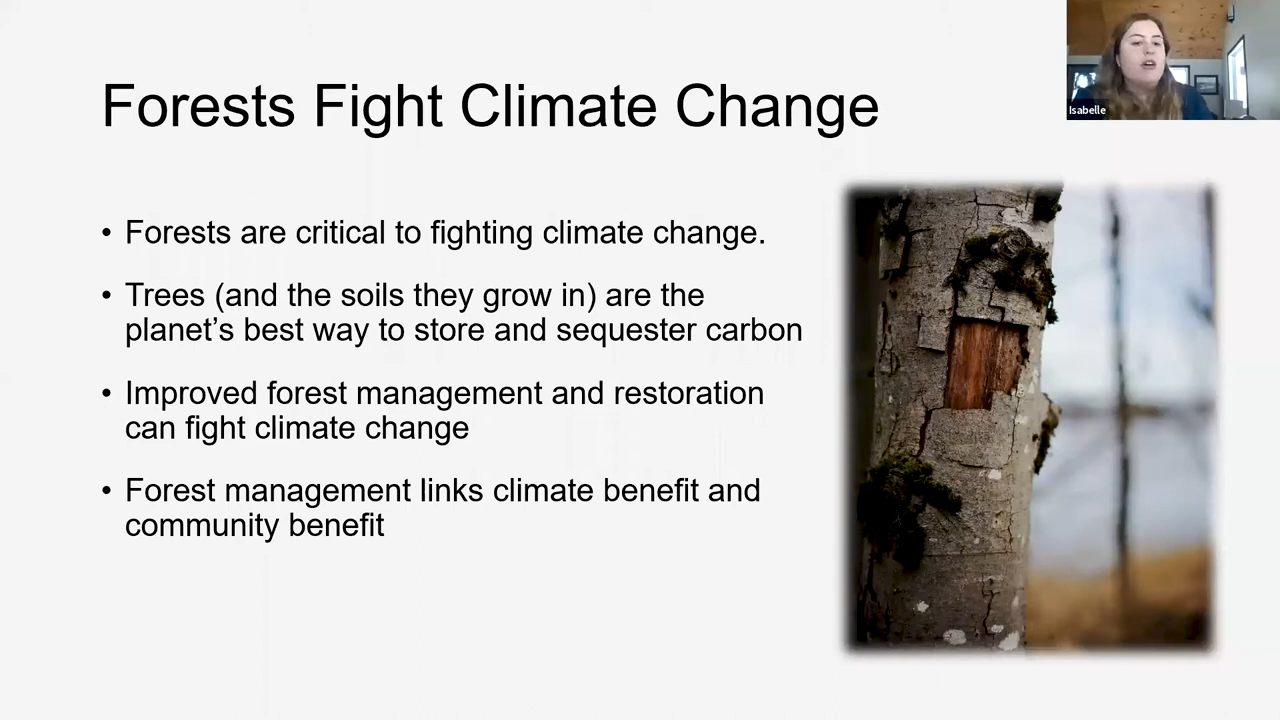 Forests Fight Climate Change
Isabelle
• Forests are critical to fighting climate change.
• Trees (and the soils they grow in) are the
planet’s best way to store and sequester carbon
• Improved forest management and restoration
can fight climate change
• Forest management links climate benefit and
community benefit